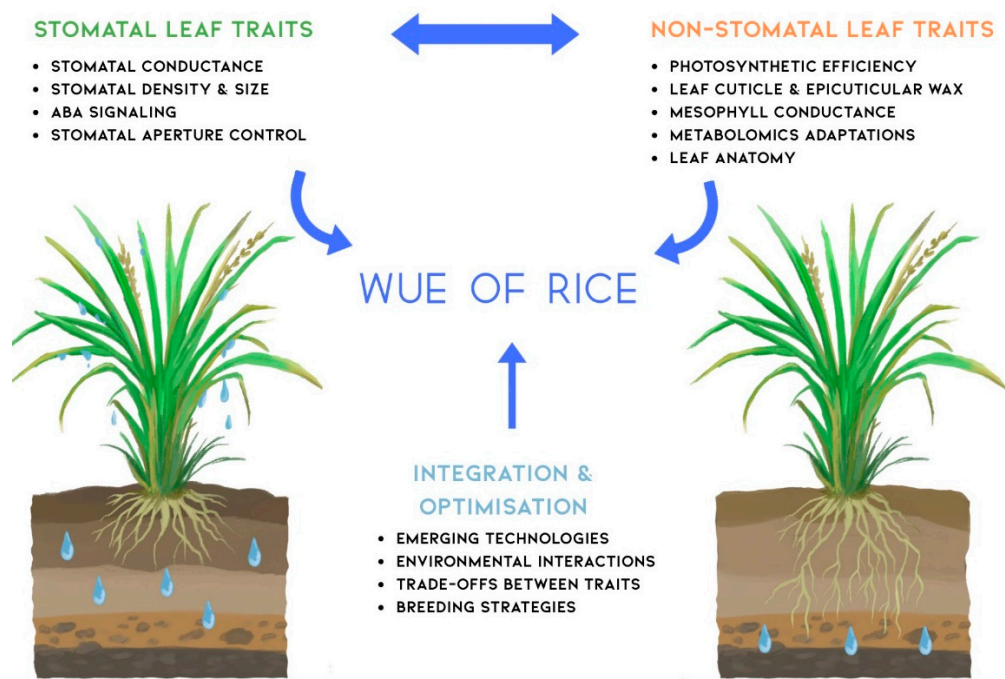 STOMATAL LEAF TRAITS
• STOMATAL CONDUCTANCE
• STOMATAL DENSITY & SIZE
• ABA SIGNALING
• STOMATAL APERTURE CONTROL
NON-STOMATAL LEAF TRAITS
• PHOTOSYNTHETIC EFFICIENCY
• LEAF CUTICLE & EPICUTICULAR WAX
• MESOPHYLL CONDUCTANCE
• METABOLOMICS ADAPTATIONS
• LEAF ANATOMY
WUE OF RICE
INTEGRATION &
OPTIMISATION
• EMERGING TECHNOLOGIES
• ENVIRONMENTAL INTERACTIONS
• TRADE-OFFS BETWEEN TRAITS
• BREEDING STRATEGIES